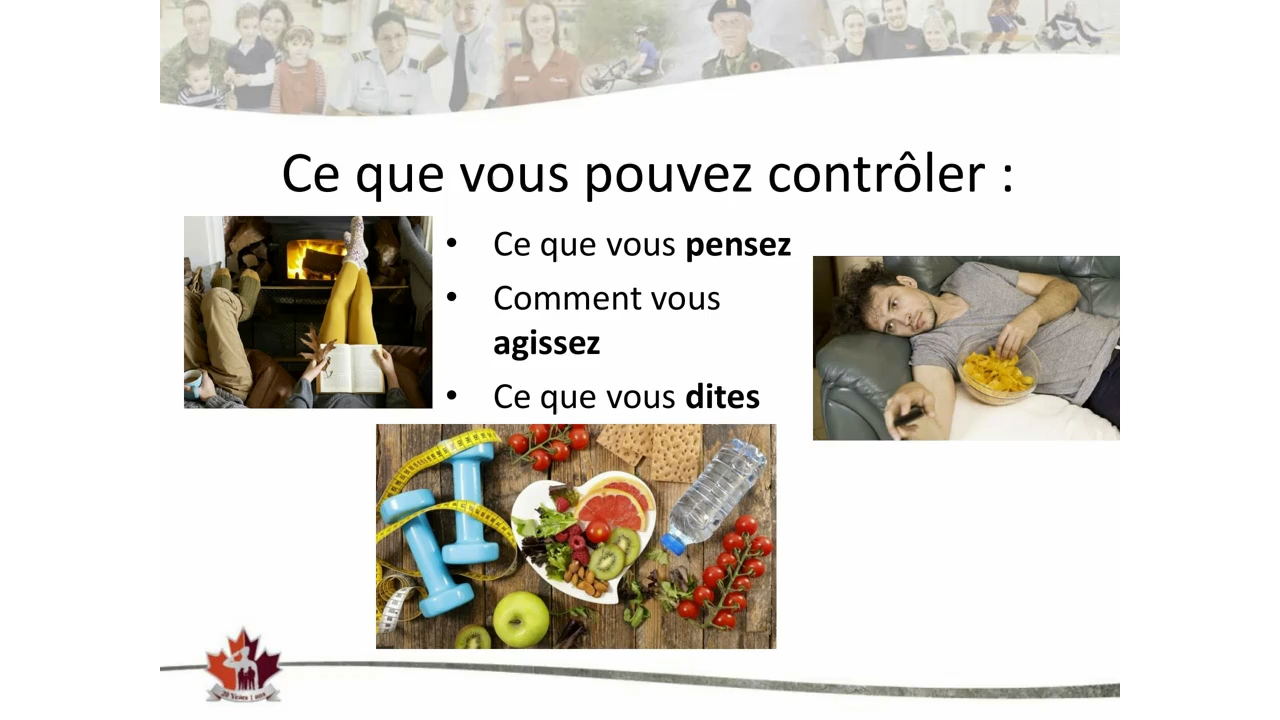 Ce que vous pouvez contrôler :
• Ce que vous pensez
• Comment vous
agissez
• Ce que vous dites